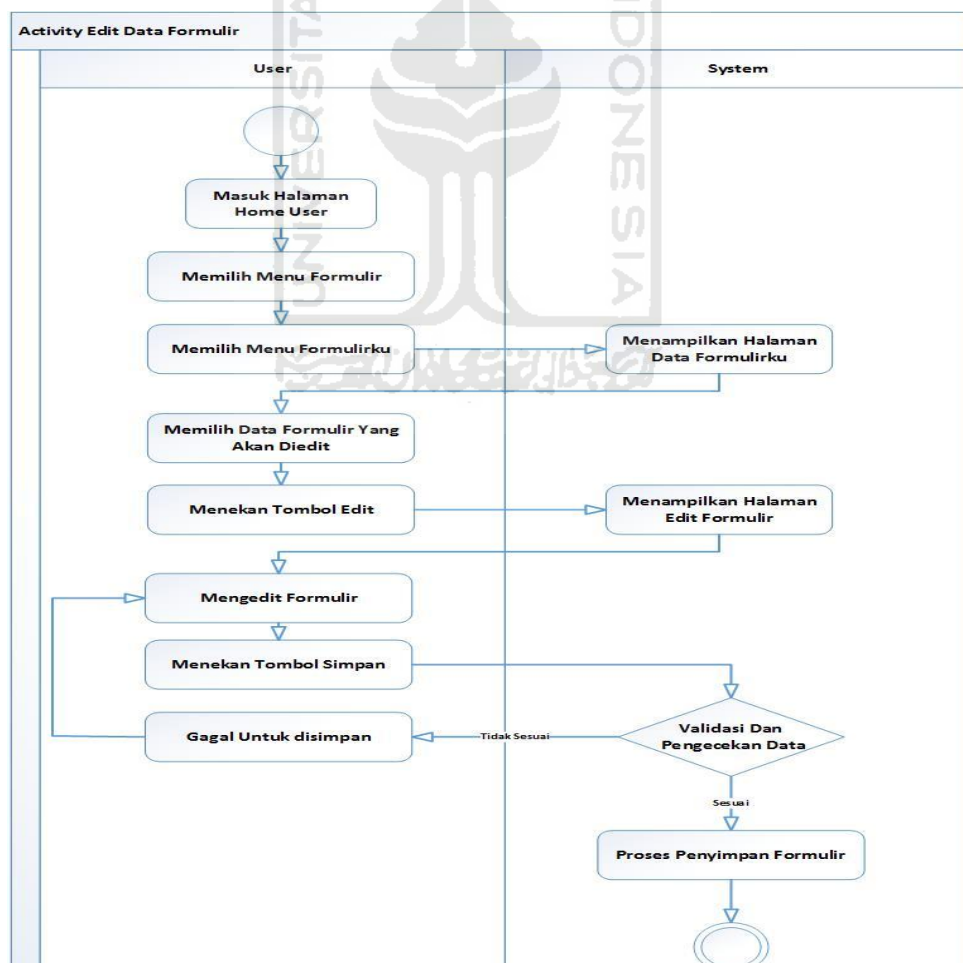 Activity Edit Data Formulir
User
System
Masuk Halaman
Home User
Memilih Menu Formulir
Memilih Menu Formulirku
Menampilkan Halaman
Data Formulirku
Memilih Data Formulir Yang
Akan Diedit
Menekan Tombol Edit
Menampilkan Halaman
Edit Formulir
Mengedit Formulir
Menekan Tombol Simpan
Validasi Dan
Pengecekan Data
Tidak Sesuai
Gagal Untuk disimpan
Sesuai
Proses Penyimpan Formulir
UNIVERSITA
NDONESIA